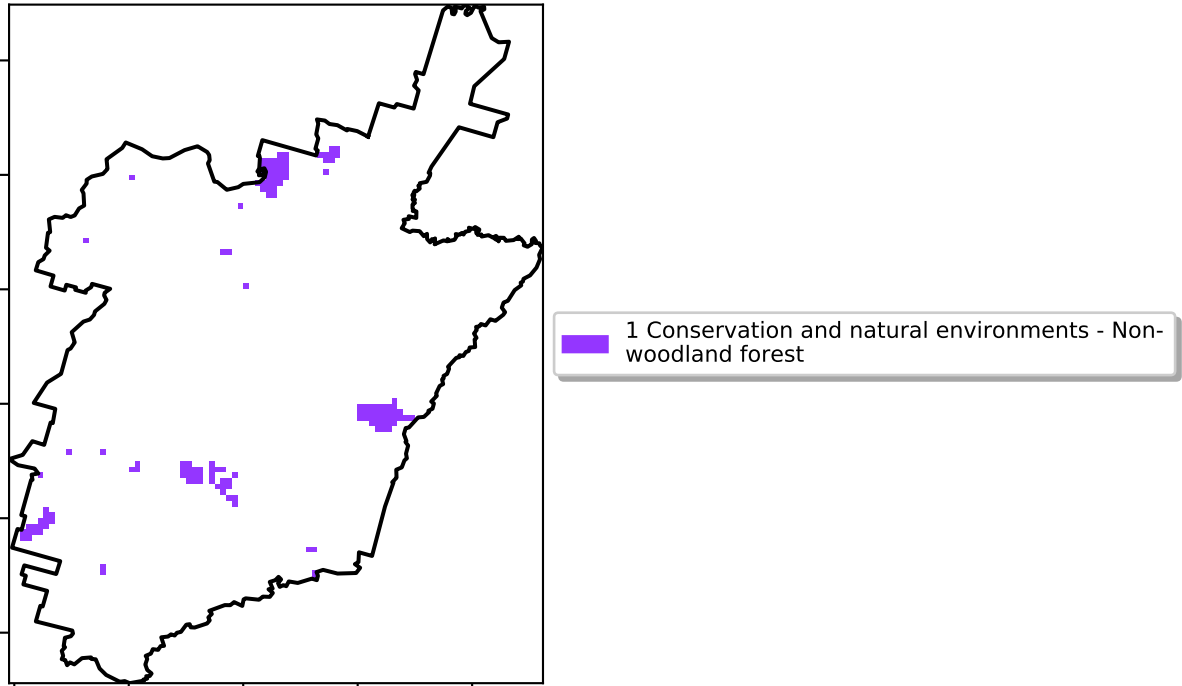 1 Conservation and natural environments - Non-
woodland forest